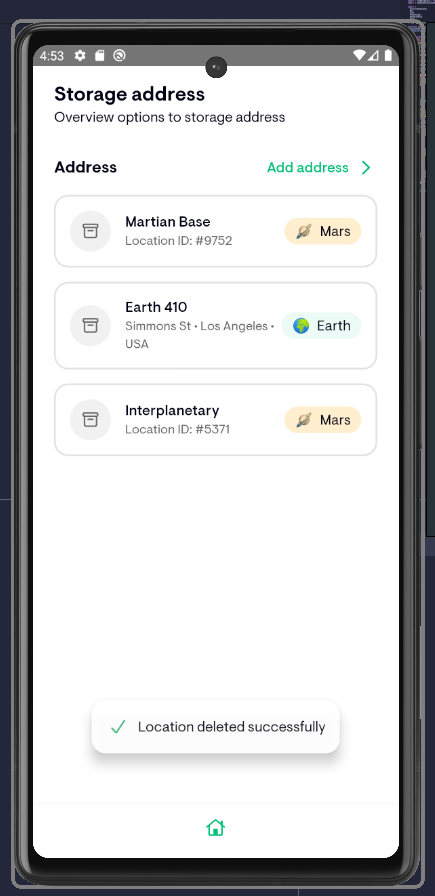 4:53
Storage address
Overview options to storage address
Address
Add address
Martian Base
Location ID: #9752
Mars
Earth 410
Simmons St • Los Angeles •
USA
Earth
Interplanetary
Location ID: #5371
Mars
Location deleted successfully